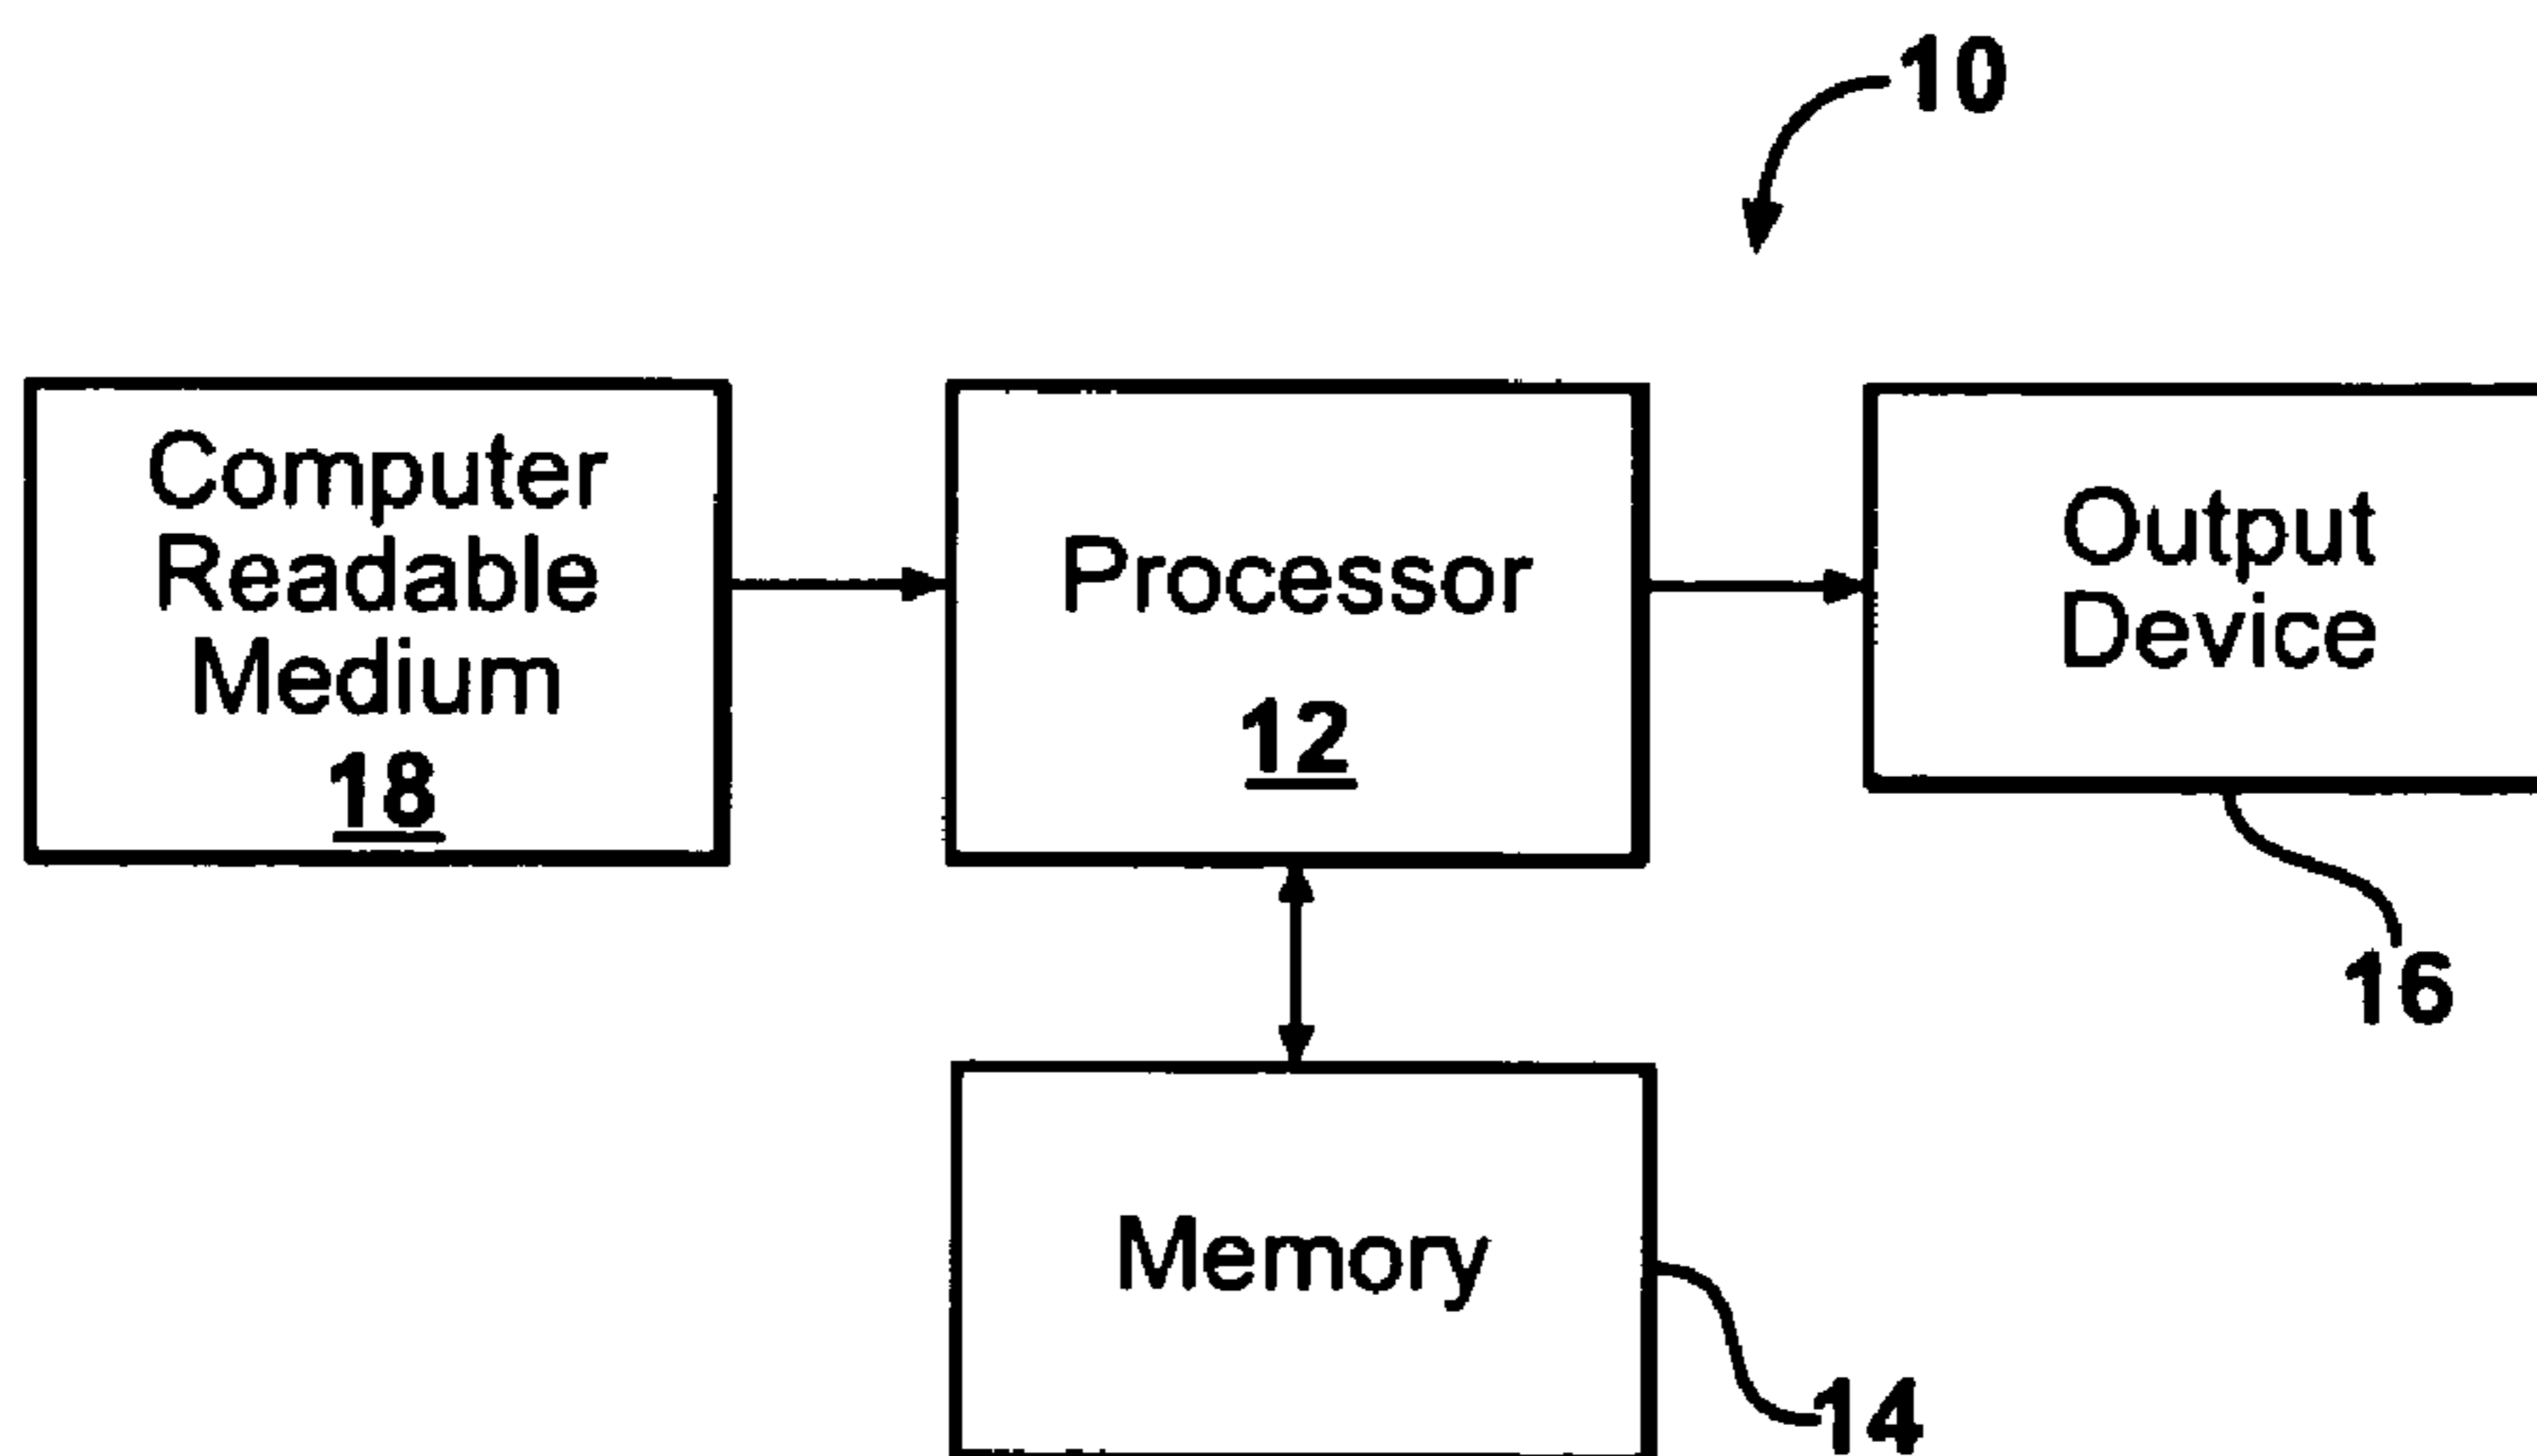 10
Computer
Readable
Medium
18
Processor
12
Output
Device
16
Memory
14